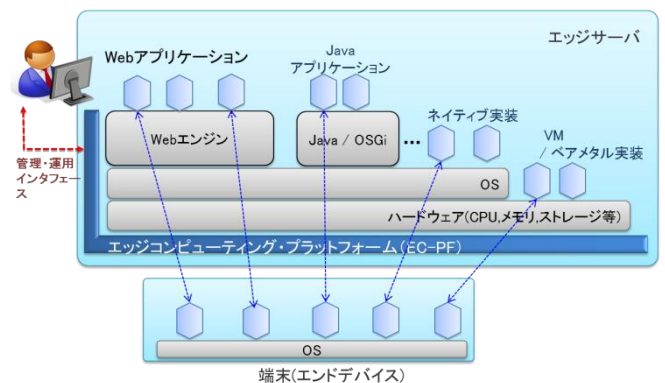 エッジサーバ
Webアプリケーション
Java
アプリケーション
ネイティブ実装
VM
/ ベアメタル実装
Webエンジン
Java / OSGi
…
管理・運用
インタフェー
ス
OS
ハードウェア(CPU,メモリ,ストレージ等)
エッジコンピューティング・プラットフォーム(EC-PF)
OS
端末(エンドデバイス)